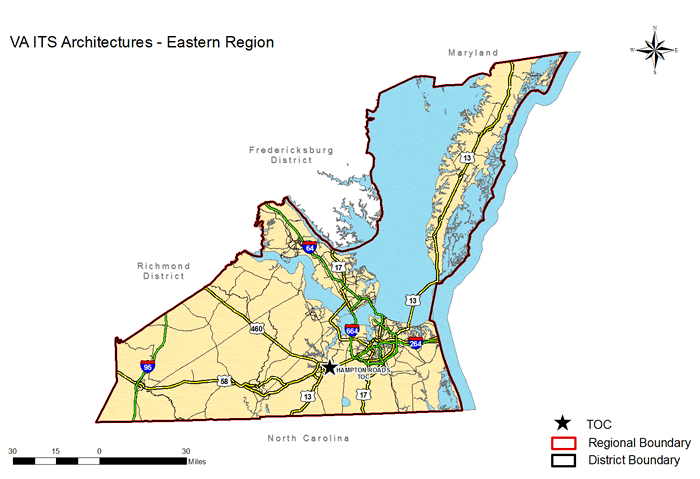 VA ITS Architectures - Eastern Region
N
W
E
S
Maryland
Fredericksburg
District
Richmond
District
13
64
17
13
460
664
264
95
58
HAMPTON ROADS
TOC
13
17
North Carolina
30
15
0
30
Miles
TOC
Regional Boundary
District Boundary